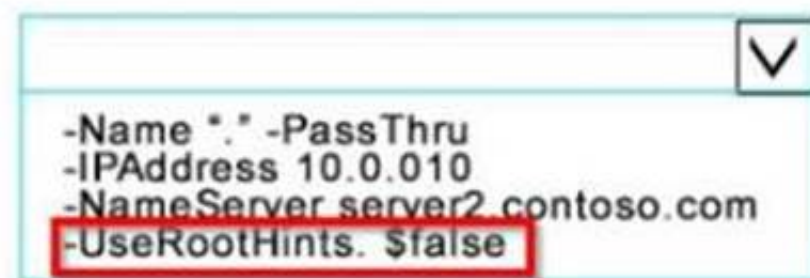 -Name "." -PassThru
-IPAddress 10.0.010
-NameServer server2.contoso.com
-UseRootHints. $false